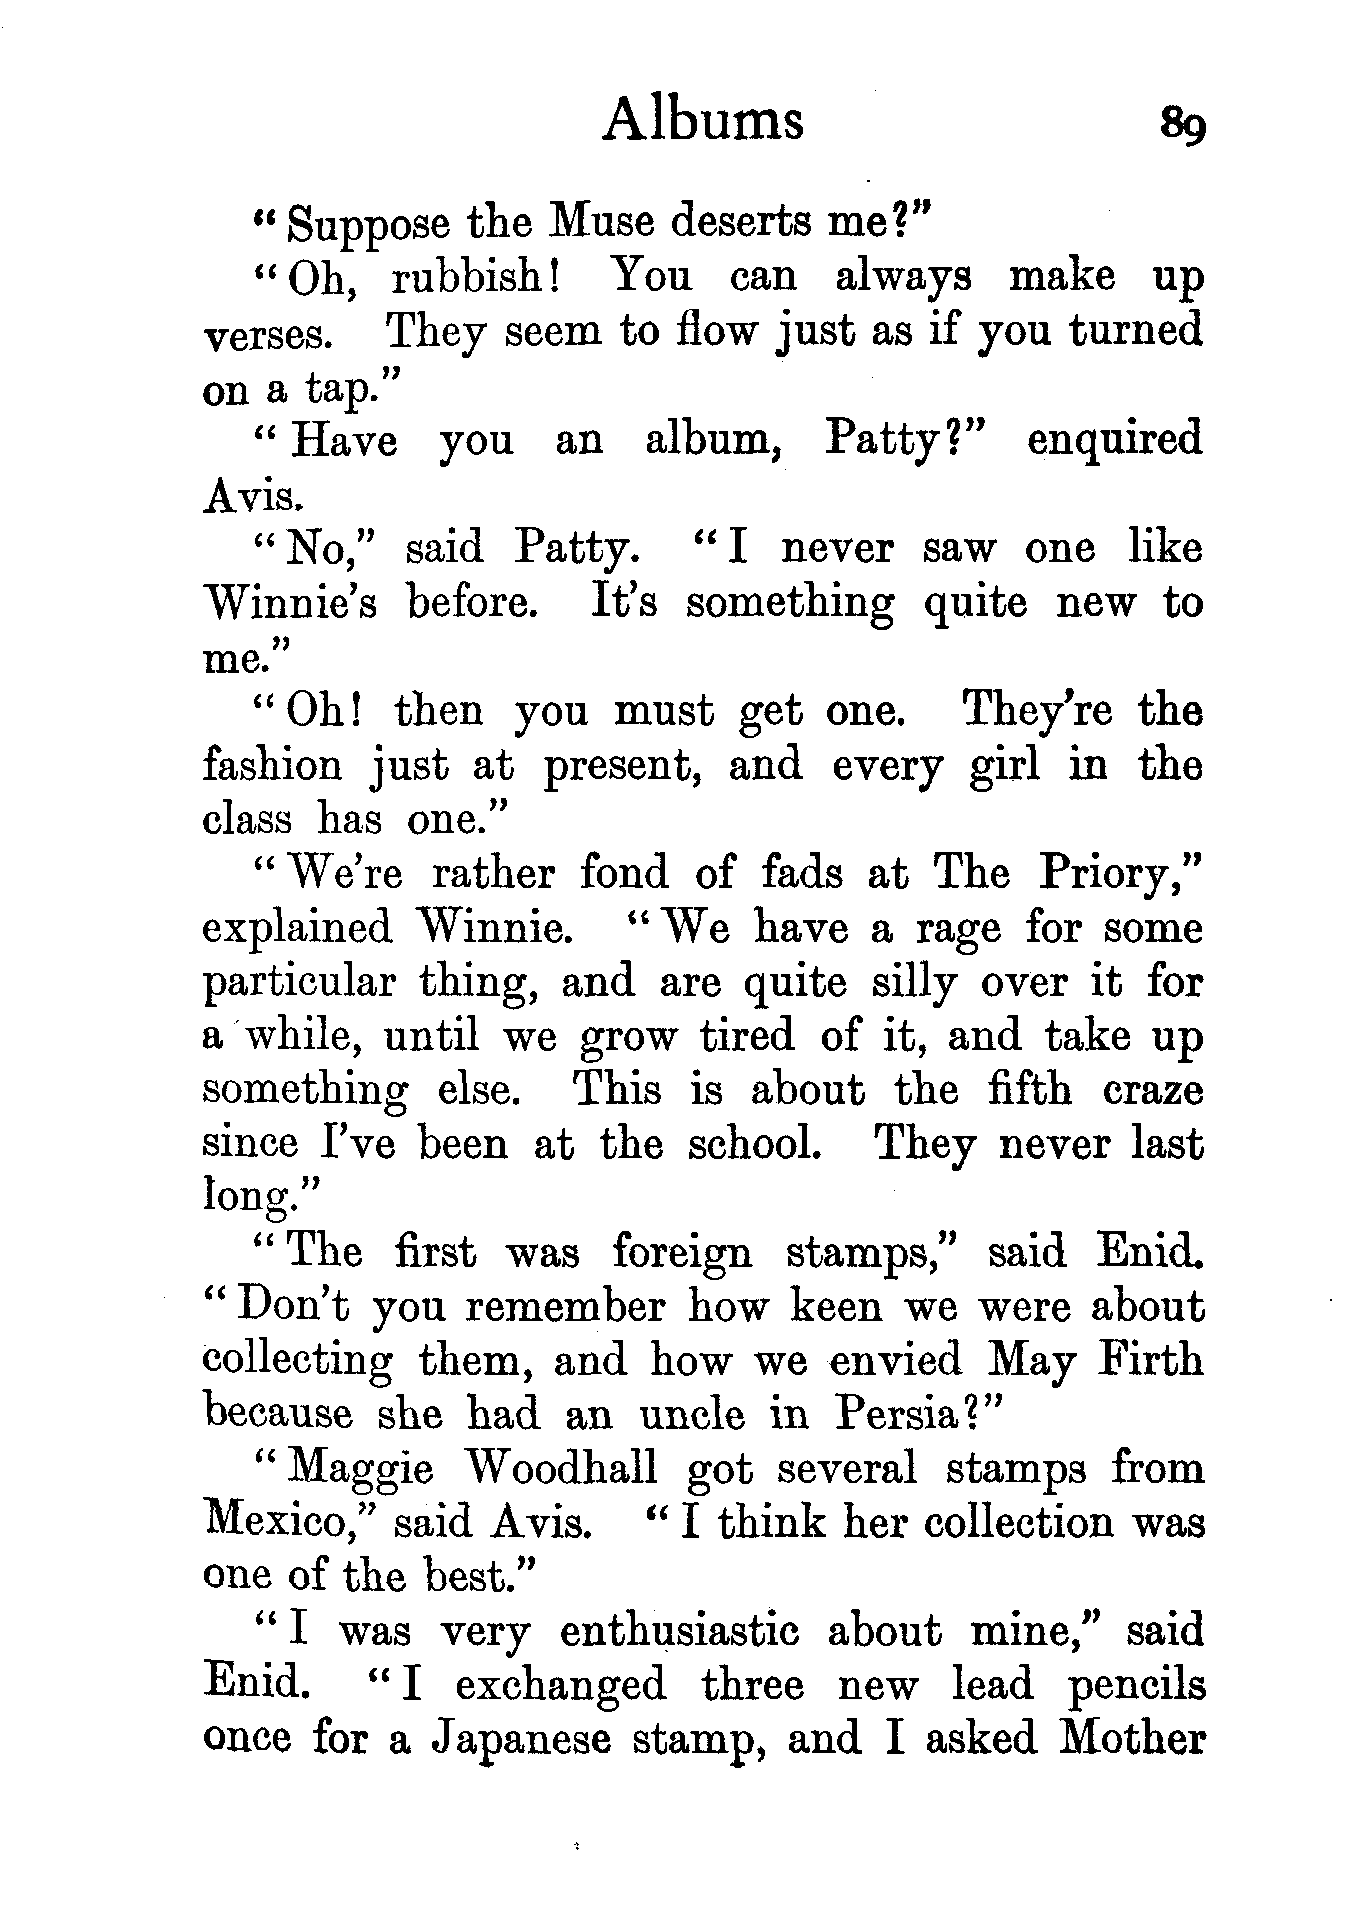 Albums 89
“Suppose the Muse deserts me?”
“Oh, rubbish! You can always make up
verses. They seem to flow just as if you turned
on a tap.”
“Have you an album, Patty?” enquired
Avis.
“No,” said Patty. “I never saw one like
Winnie’s before. It’s something quite new to
me.”
“Oh! then you must get one. They’re the
fashion just at present, and every girl in the
class has one.”
“We’re rather fond of fads at The Priory,”
explained Winnie. “We have a rage for some
particular thing, and are quite silly over it for
a while, until we grow tired of it, and take up
something else. This is about the fifth craze
since I’ve been at the school. They never last
long.”
“The first was foreign stamps,” said Enid.
“Don’t you remember how keen we were about
collecting them, and how we envied May Firth
because she had an uncle in Persia?”
“Maggie Woodhall got several stamps from
Mexico,” said Avis. “I think her collection was
one of the best.”
“I was very enthusiastic about mine,” said
Enid. “I exchanged three new lead pencils
once for a Japanese stamp, and I asked Mother